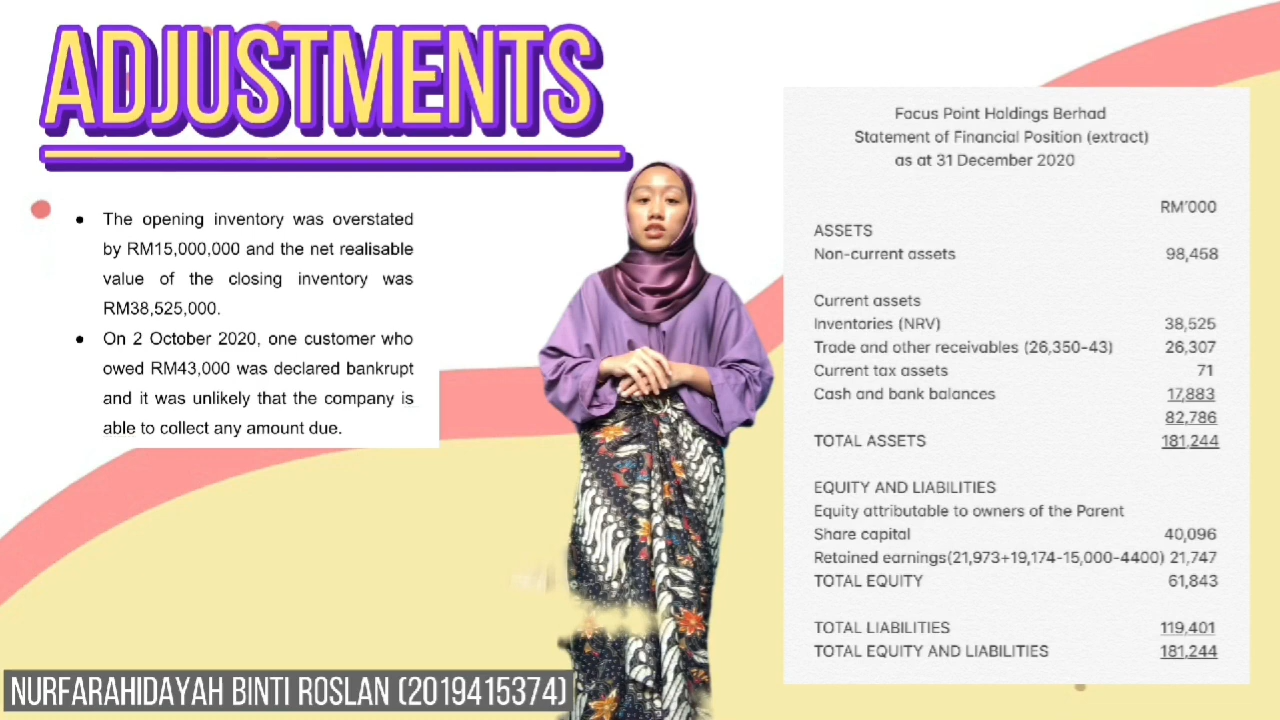 ADJUSTMENTS
● The opening inventory was overstated
by RM15,000,000 and the net realisable
value of the closing inventory was
RM38,525,000.
● On 2 October 2020, one customer who
owed RM43,000 was declared bankrupt
and it was unlikely that the company is
able to collect any amount due.
Focus Point Holdings Berhad
Statement of Financial Position (extract)
as at 31 December 2020
RM'000
ASSETS
Non-current assets 98,458
Current assets
Inventories (NRV) 38,525
Trade and other receivables (26,350-43) 26,307
Current tax assets 71
Cash and bank balances 17,883
82,786
TOTAL ASSETS 181,244
EQUITY AND LIABILITIES
Equity attributable to owners of the Parent
Share capital 40,096
Retained earnings(21,973+19,174-15,000-4400) 21,747
TOTAL EQUITY 61,843
TOTAL LIABILITIES 119,401
TOTAL EQUITY AND LIABILITIES 181,244
NURFARAHIDAYAH BINTI ROSLAN (2019415374)